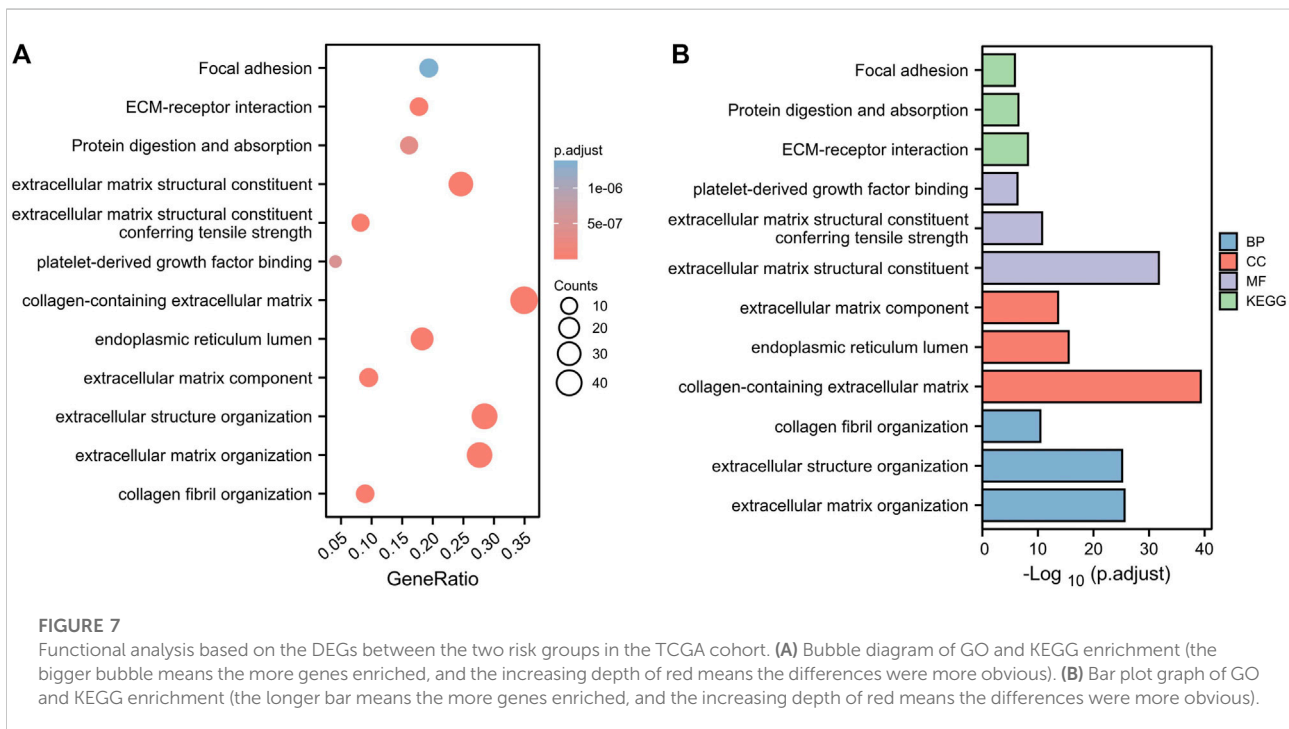 A
Focal adhesion
ECM-receptor interaction
Protein digestion and absorption
extracellular matrix structural constituent
extracellular matrix structural constituent
conferring tensile strength
platelet-derived growth factor binding
collagen-containing extracellular matrix
endoplasmic reticulum lumen
extracellular matrix component
extracellular structure organization
extracellular matrix organization
collagen fibril organization
0.05 0.10 0.15 0.20 0.25 0.30 0.35
GeneRatio
p.adjust
1e-06
5e-07
Counts
10
20
30
40
B
Focal adhesion
Protein digestion and absorption
ECM-receptor interaction
platelet-derived growth factor binding
extracellular matrix structural constituent
conferring tensile strength
extracellular matrix structural constituent
extracellular matrix component
endoplasmic reticulum lumen
collagen-containing extracellular matrix
collagen fibril organization
extracellular structure organization
extracellular matrix organization
0 10 20 30 40
-Log 10 (p.adjust)
BP
CC
MF
KEGG
FIGURE 7
Functional analysis based on the DEGs between the two risk groups in the TCGA cohort. (A) Bubble diagram of GO and KEGG enrichment (the
bigger bubble means the more genes enriched, and the increasing depth of red means the differences were more obvious). (B) Bar plot graph of GO
and KEGG enrichment (the longer bar means the more genes enriched, and the increasing depth of red means the differences were more obvious).